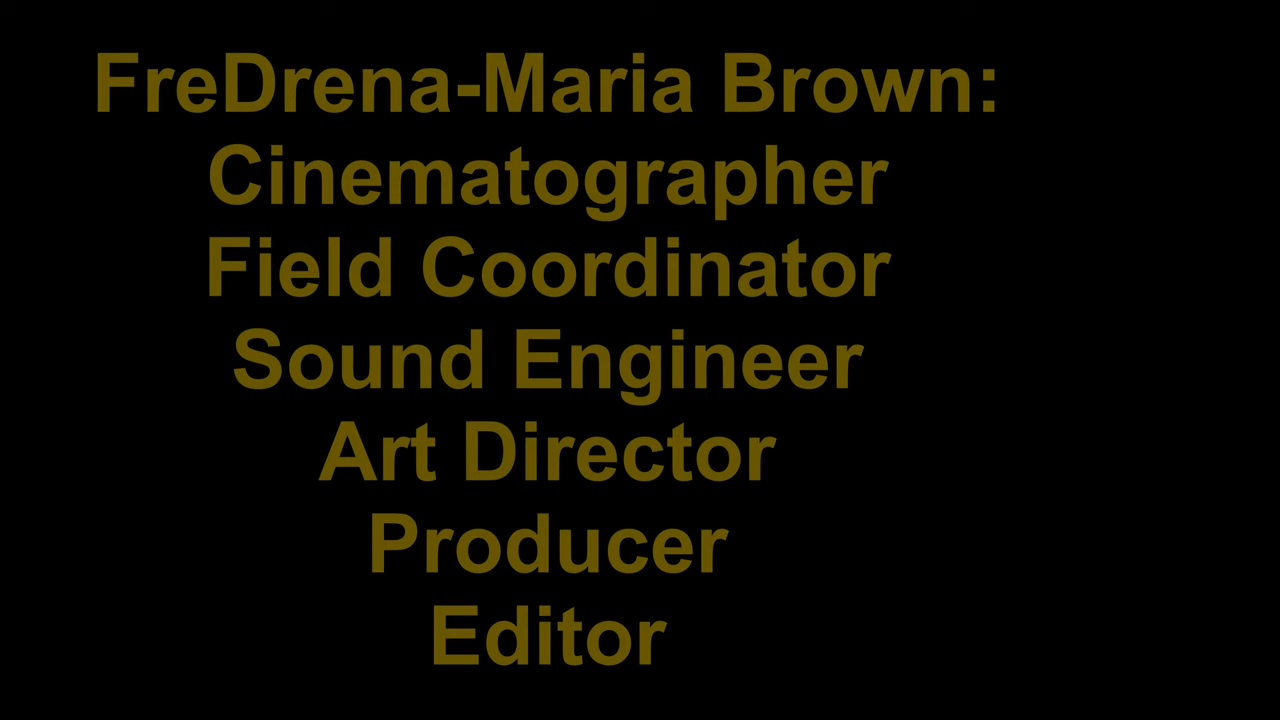 FreDrena-Maria Brown:
Cinematographer
Field Coordinator
Sound Engineer
Art Director
Producer
Editor